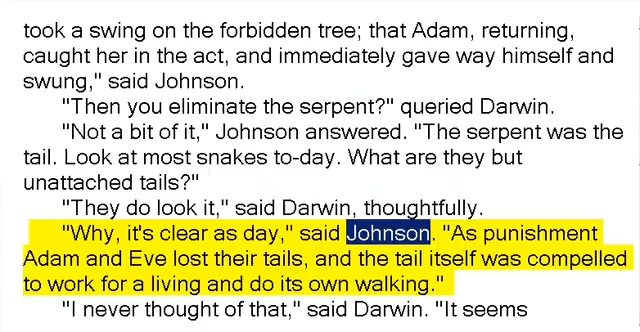 took a swing on the forbidden tree; that Adam, returning,
caught her in the act, and immediately gave way himself and
swung," said Johnson.
"Then you eliminate the serpent?" queried Darwin.
"Not a bit of it," Johnson answered. "The serpent was the
tail. Look at most snakes to-day. What are they but
unattached tails?"
"They do look it," said Darwin, thoughtfully.
"Why, it's clear as day," said Johnson. "As punishment
Adam and Eve lost their tails, and the tail itself was compelled
to work for a living and do its own walking."
"I never thought of that," said Darwin. "It seems